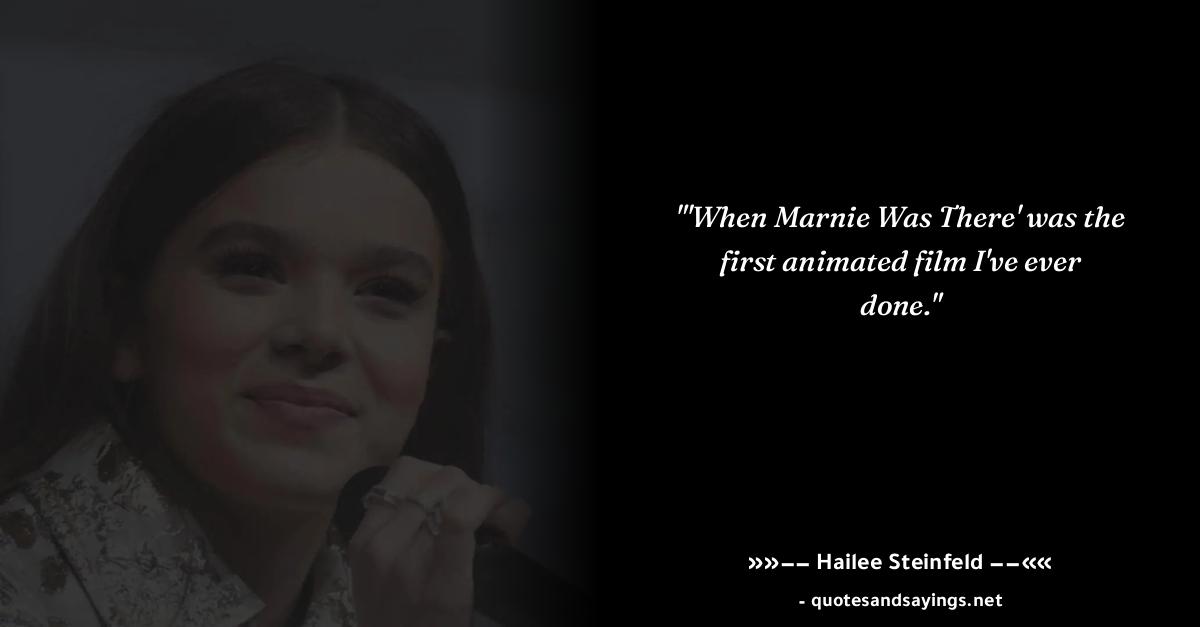 "'When Marnie Was There' was the
first animated film I've ever
done."
»»−− Hailee Steinfeld −−««
- quotesandsayings.net